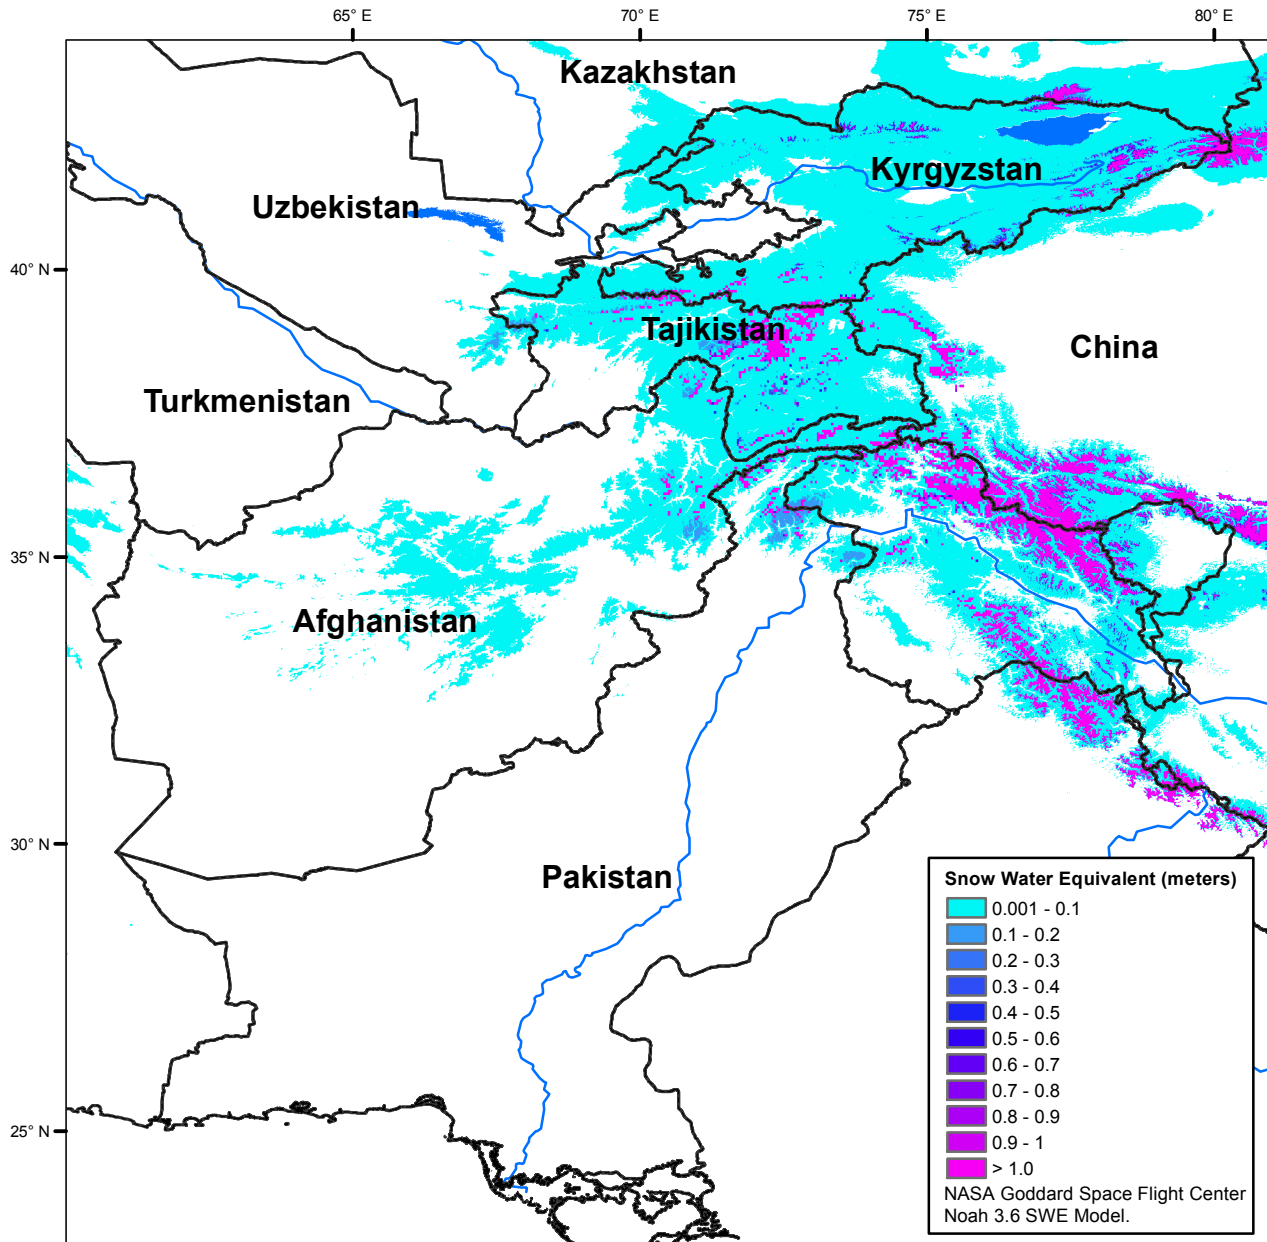 65° E
70° E
75° E
80° E
Kazakhstan
Kyrgyzstan
Uzbekistan
40° N
Tajikistan
China
Turkmenistan
35° N
Afghanistan
30° N
Pakistan
25° N
Snow Water Equivalent (meters)
0.001 - 0.1
0.1 - 0.2
0.2 - 0.3
0.3 - 0.4
0.4 - 0.5
0.5 - 0.6
0.6 - 0.7
0.7 - 0.8
0.8 - 0.9
0.9 - 1
> 1.0
NASA Goddard Space Flight Center
Noah 3.6 SWE Model.